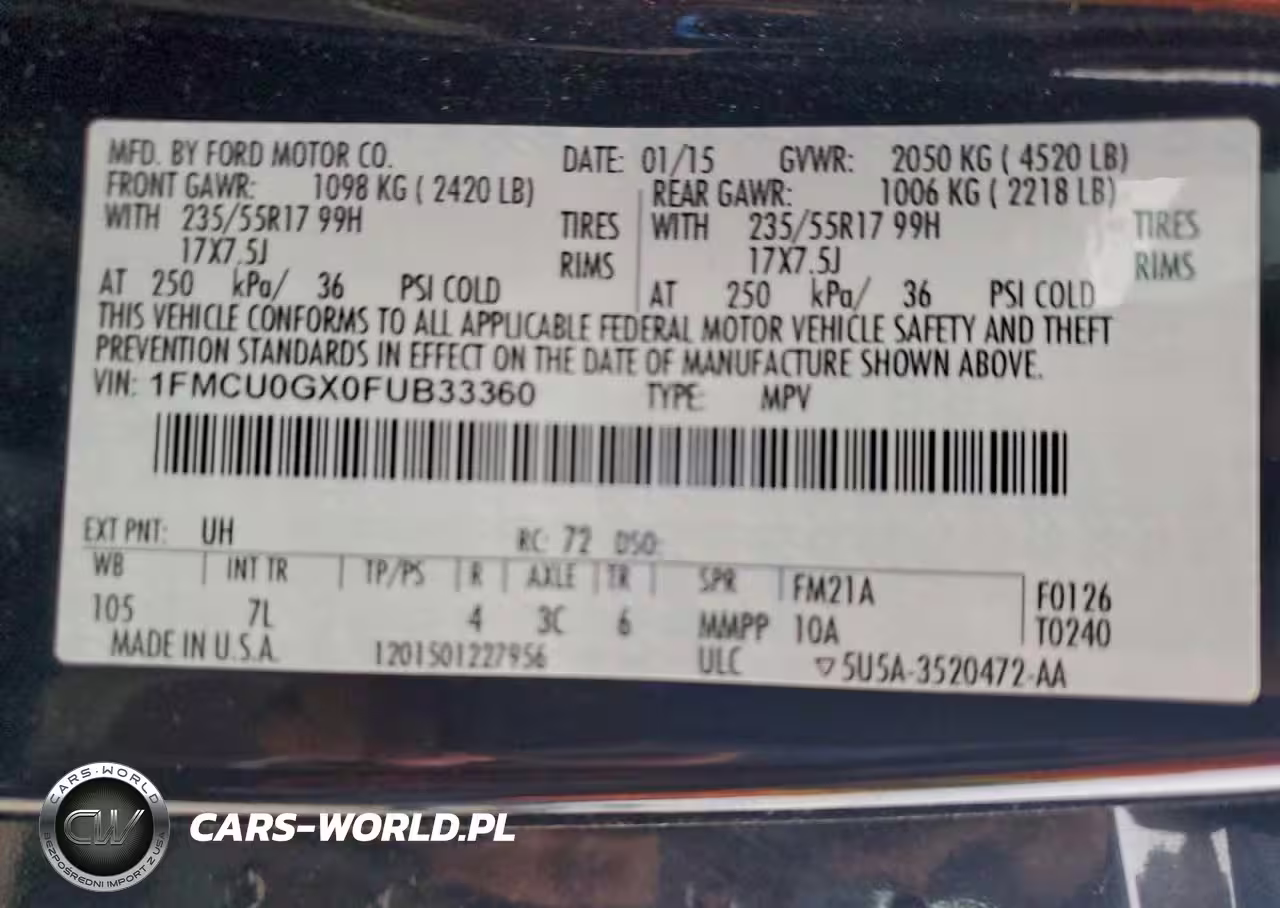 MFD. BY FORD MOTOR CO. DATE: 01/15 GVWR: 2050 KG ( 4520 LB)
FRONT GAWR: 1098 KG ( 2420 LB) REAR GAWR: 1006 KG ( 2218 LB)
WITH 235/55R17 99H TIRES WITH 235/55R17 99H TIRES
17X7.5J RIMS 17X7.5J RIMS
AT 250 kPa/ 36 PSI COLD AT 250 kPa/ 36 PSI COLD
THIS VEHICLE CONFORMS TO ALL APPLICABLE FEDERAL MOTOR VEHICLE SAFETY AND THEFT
PREVENTION STANDARDS IN EFFECT ON THE DATE OF MANUFACTURE SHOWN ABOVE.
VIN: 1FMCU0GX0FUB33360 TYPE: MPV
EXT PNT: UH RC: 72 DSO:
WB INT TR TP/PS R AXLE TR SPR FM21A F0126
105 7L 4 3C 6 MMPP 10A T0240
MADE IN U.S.A. 1201501227956 ULC ▽5U5A-3520472-AA
CARS-WORLD
CW
BEZPOŚREDNI IMPORT Z USA
CARS-WORLD.PL